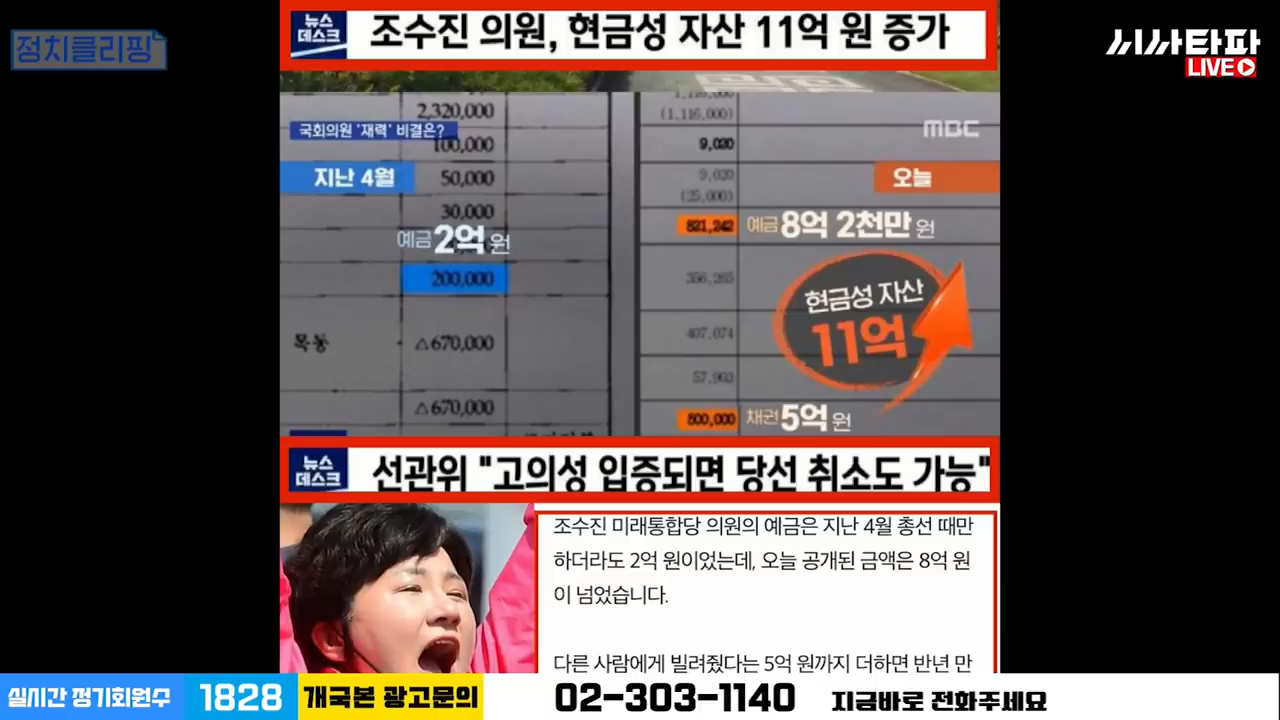 정치클리핑
뉴스
데스크
조수진 의원, 현금성 자산 11억 원 증가
시사타파
LIVE
국회의원 '재력' 비결은?
MBC
지난 4월
오늘
2,320,000
100,000
50,000
30,000
예금 2억 원
200,000
목동
△670,000
△670,000
(1,116,000)
9,020
9,020
(25,000)
821,242
예금 8억 2천만 원
356,265
407,074
57,903
현금성 자산
11억
500,000
채권 5억 원
뉴스
데스크
선관위 "고의성 입증되면 당선 취소도 가능"
조수진 미래통합당 의원의 예금은 지난 4월 총선 때만
하더라도 2억 원이었는데, 오늘 공개된 금액은 8억 원
이 넘었습니다.
다른 사람에게 빌려줬다는 5억 원까지 더하면 반년 만
실시간 정기회원수
1828
개국본 광고문의
02-303-1140
지금바로 전화주세요